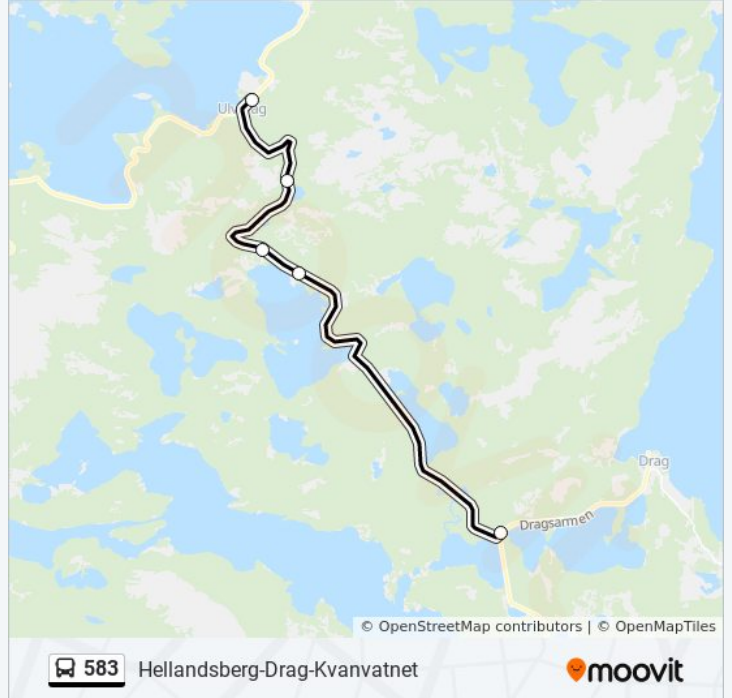 Drag
Dragsarmen
© OpenStreetMap contributors | © OpenMapTiles
583 Hellandsberg-Drag-Kvanvatnet
moovit